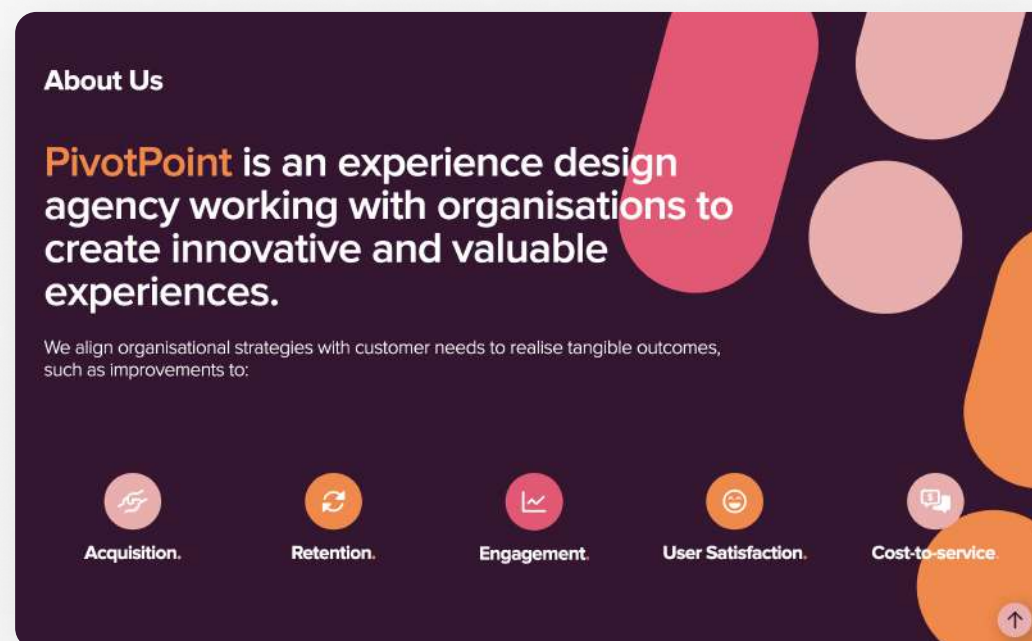 About Us
PivotPoint is an experience design
agency working with organisations to
create innovative and valuable
experiences.
We align organisational strategies with customer needs to realise tangible outcomes,
such as improvements to:
Acquisition.
Retention.
Engagement.
User Satisfaction.
Cost-to-service.